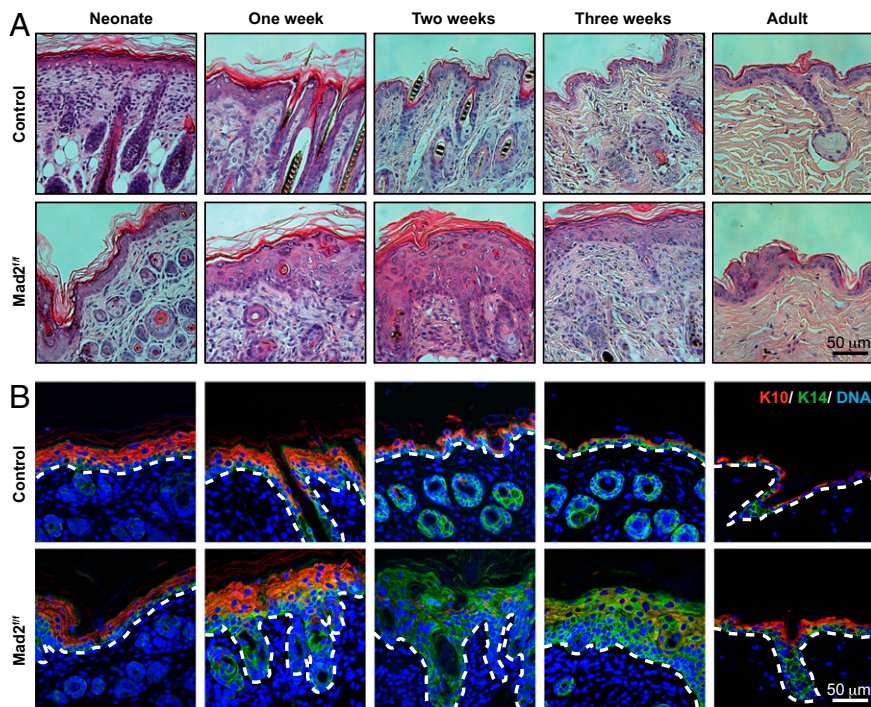 A
Neonate One week Two weeks Three weeks Adult
Control
Mad2f/f
50 µm
B
K10/ K14/ DNA
Control
Mad2f/f
50 µm